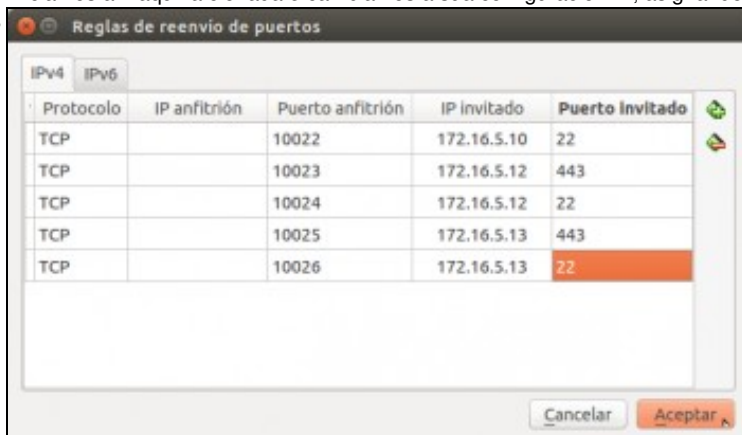 Reglas de reenvío de puertos
IPv4 IPv6
Protocolo IP anfitrión Puerto anfitrión IP invitado Puerto invitado
TCP 10022 172.16.5.10 22
TCP 10023 172.16.5.12 443
TCP 10024 172.16.5.12 22
TCP 10025 172.16.5.13 443
TCP 10026 172.16.5.13 22
Cancelar Aceptar